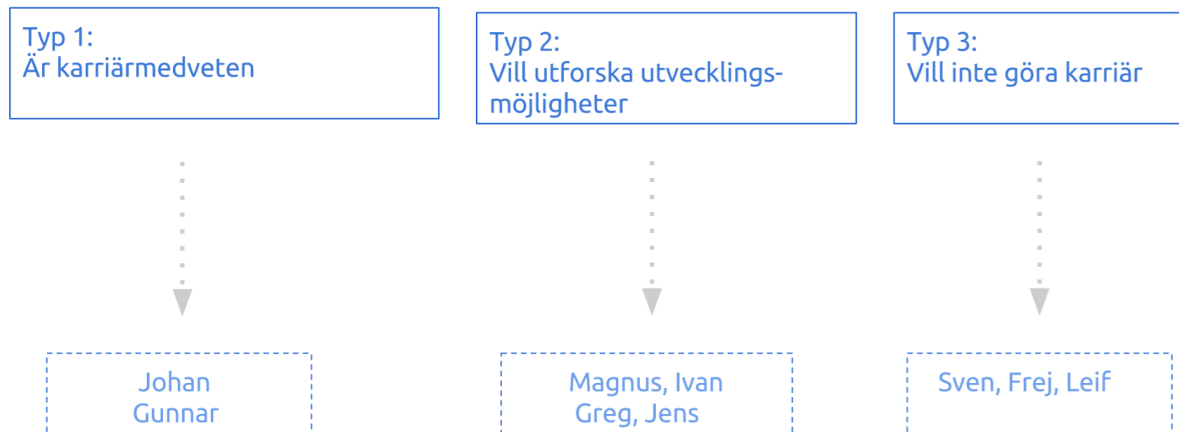 Typ 1:
Är karriärmedveten
Typ 2:
Vill utforska utvecklings-
möjligheter
Typ 3:
Vill inte göra karriär
Johan
Gunnar
Magnus, Ivan
Greg, Jens
Sven, Frej, Leif